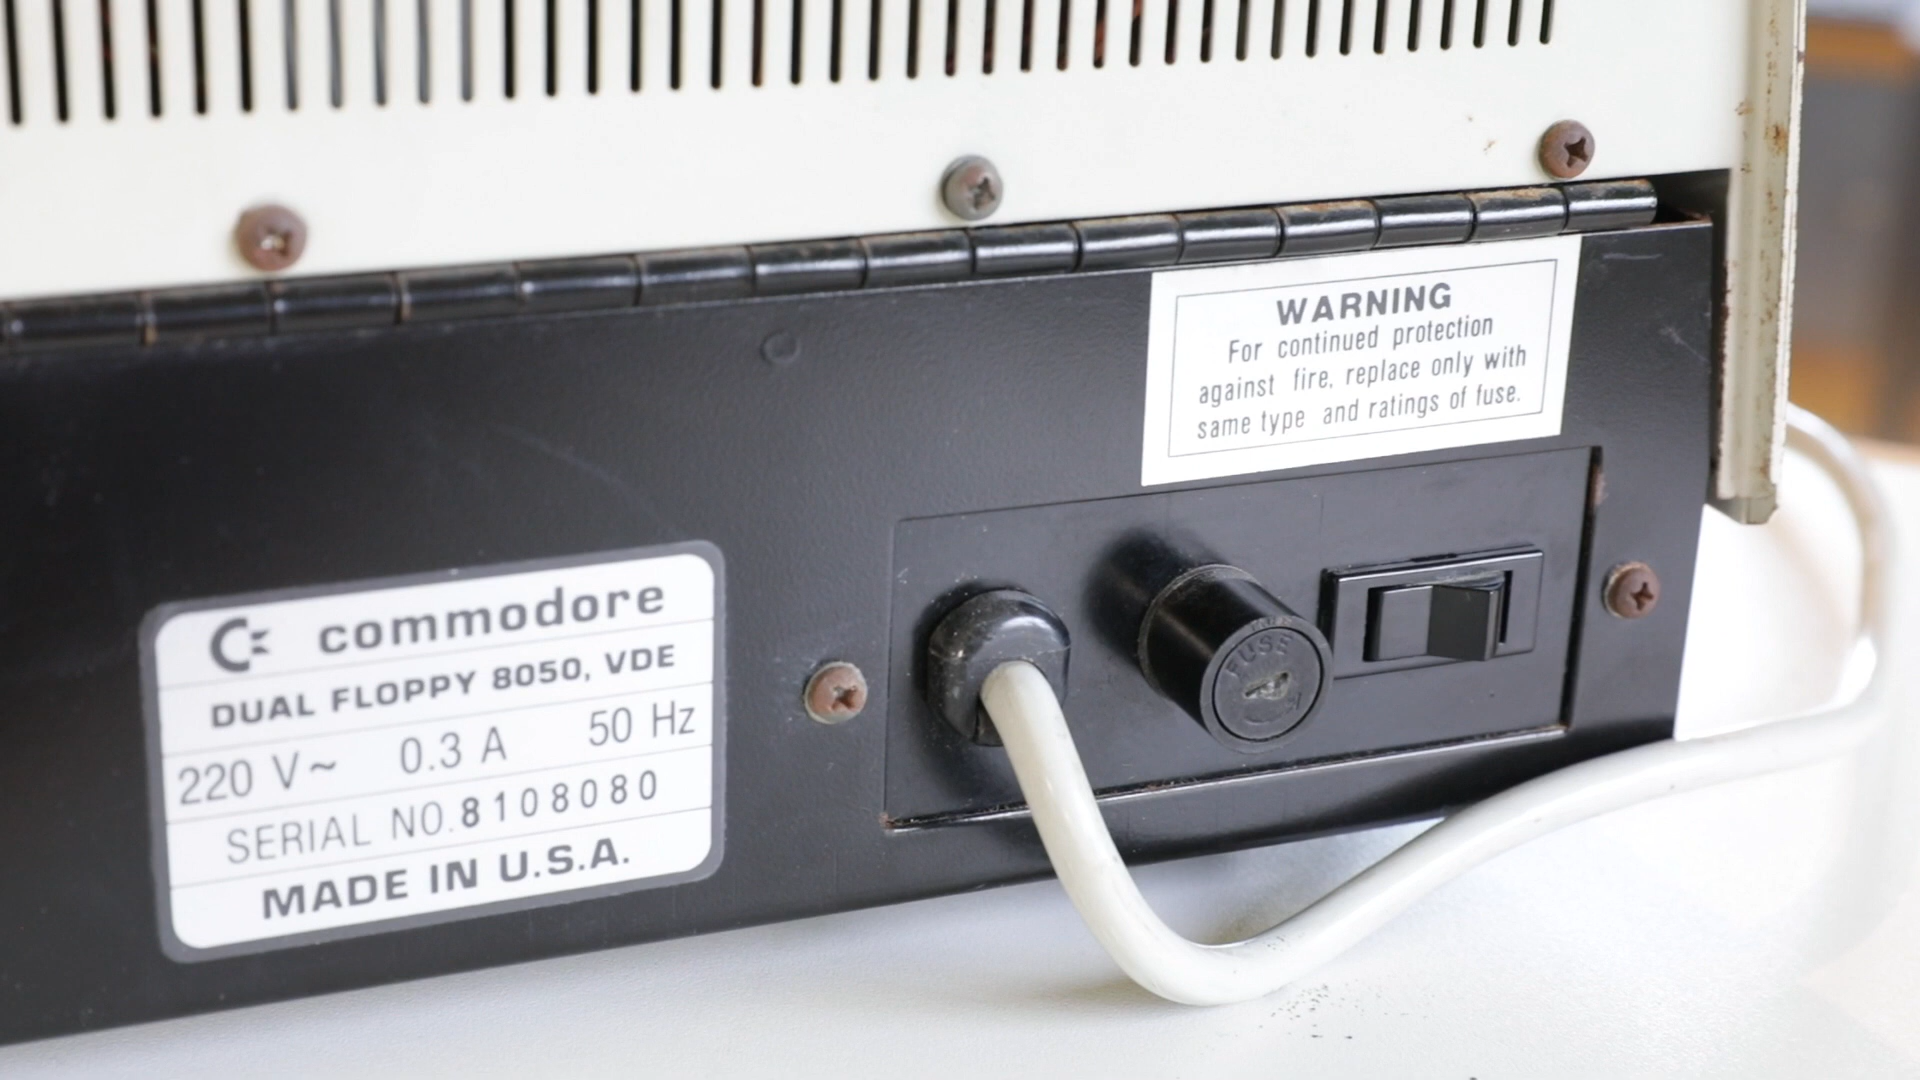 WARNING
For continued protection
against fire, replace only with
same type and ratings of fuse.
commodore
DUAL FLOPPY 8050, VDE
220 V~ 0.3 A 50 Hz
SERIAL NO. 8108080
MADE IN U.S.A.
FUSE